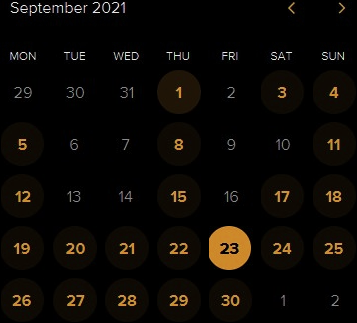 September 2021
MON TUE WED THU FRI SAT SUN
29 30 31 1 2 3 4
5 6 7 8 9 10 11
12 13 14 15 16 17 18
19 20 21 22 23 24 25
26 27 28 29 30 1 2